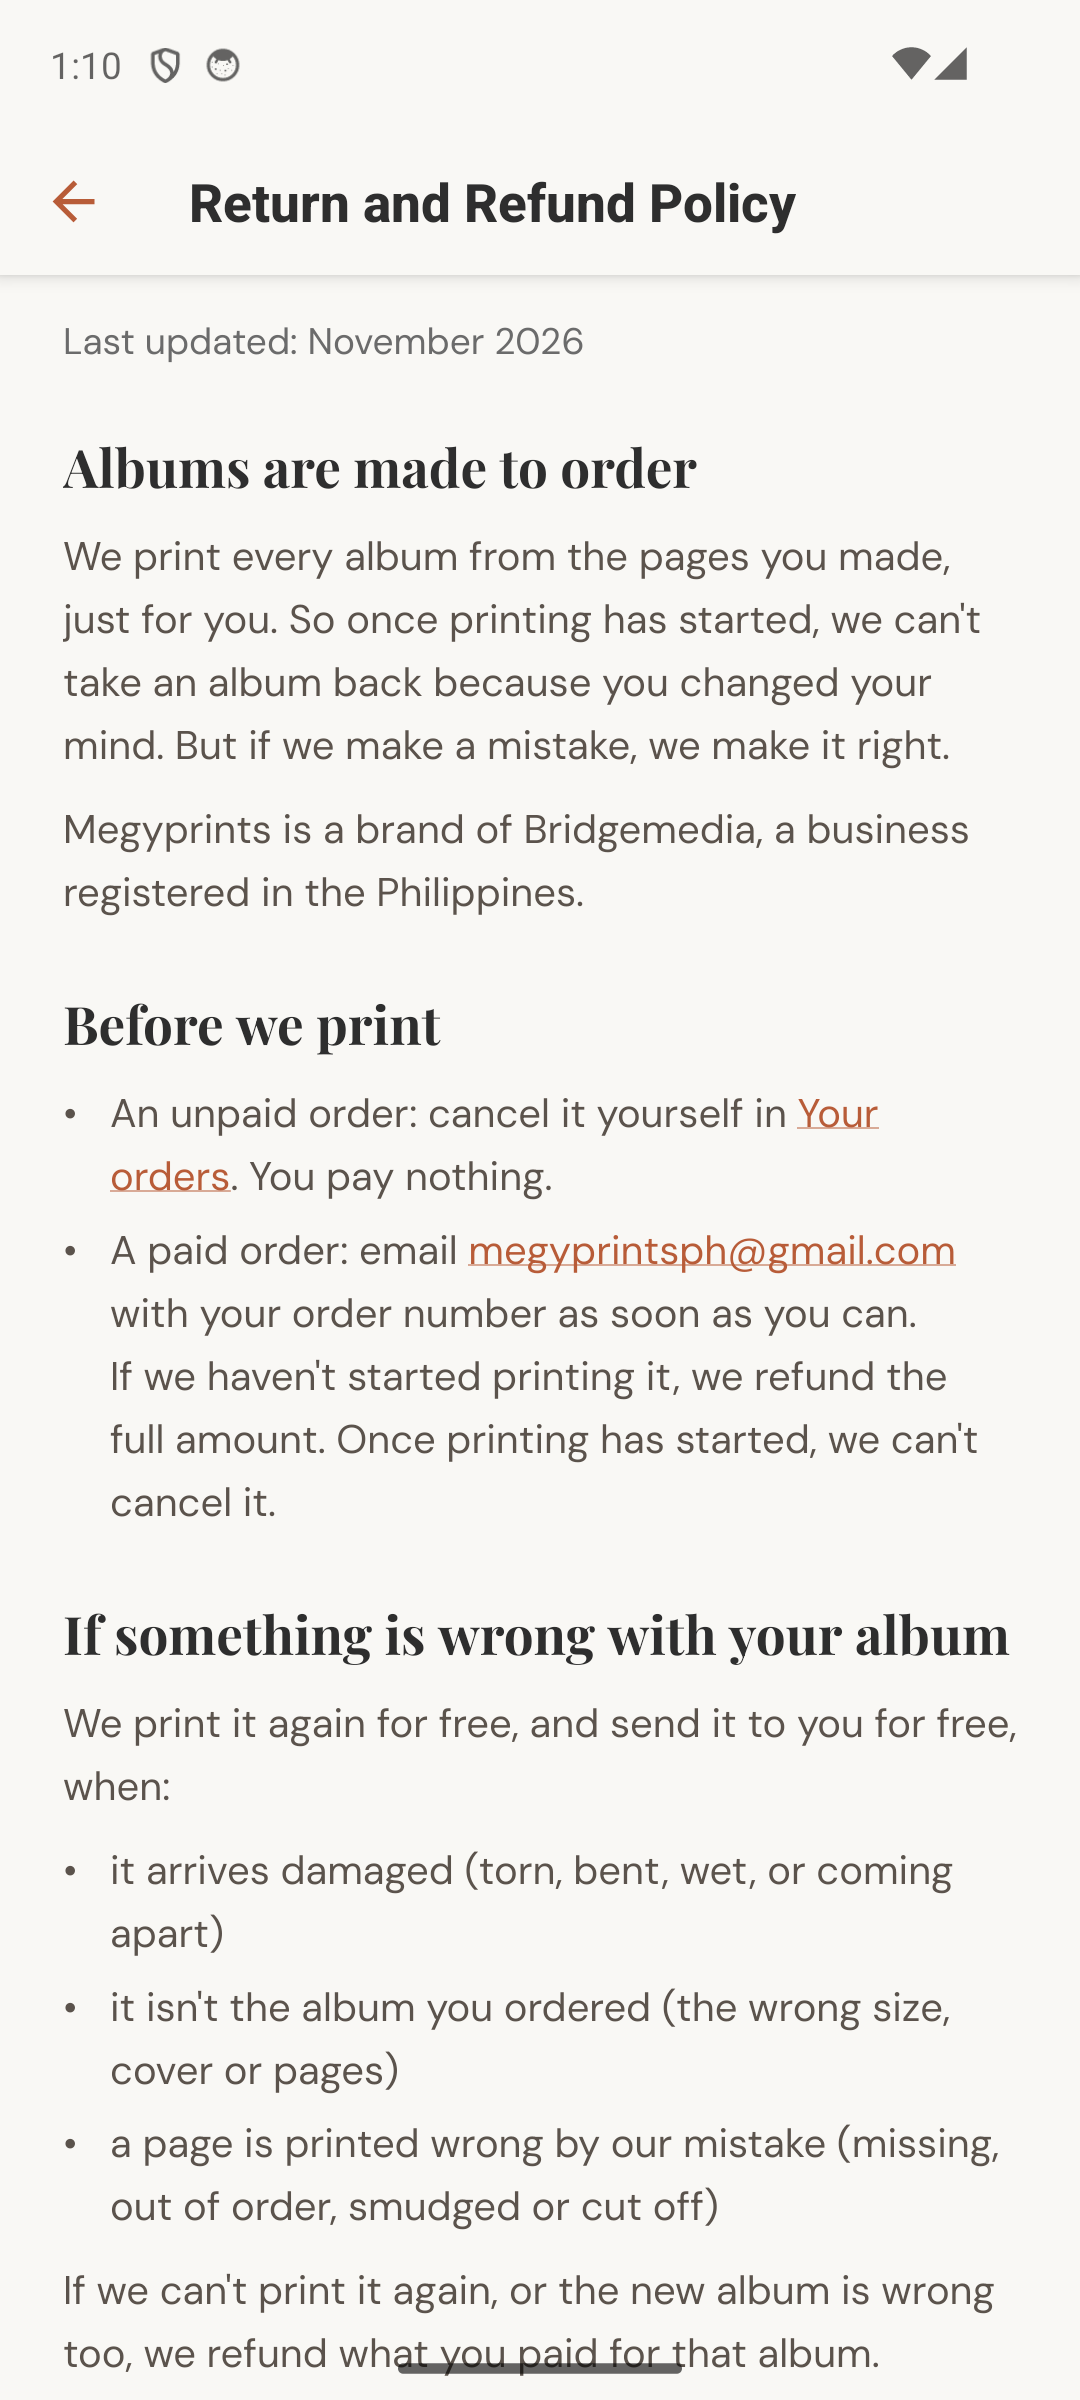 1:10
Return and Refund Policy
Last updated: November 2026
Albums are made to order
We print every album from the pages you made,
just for you. So once printing has started, we can't
take an album back because you changed your
mind. But if we make a mistake, we make it right.
Megyprints is a brand of Bridgemedia, a business
registered in the Philippines.
Before we print
• An unpaid order: cancel it yourself in Your
orders. You pay nothing.
• A paid order: email megyprintsph@gmail.com
with your order number as soon as you can.
If we haven't started printing it, we refund the
full amount. Once printing has started, we can't
cancel it.
If something is wrong with your album
We print it again for free, and send it to you for free,
when:
• it arrives damaged (torn, bent, wet, or coming
apart)
• it isn't the album you ordered (the wrong size,
cover or pages)
• a page is printed wrong by our mistake (missing,
out of order, smudged or cut off)
If we can't print it again, or the new album is wrong
too, we refund what you paid for that album.